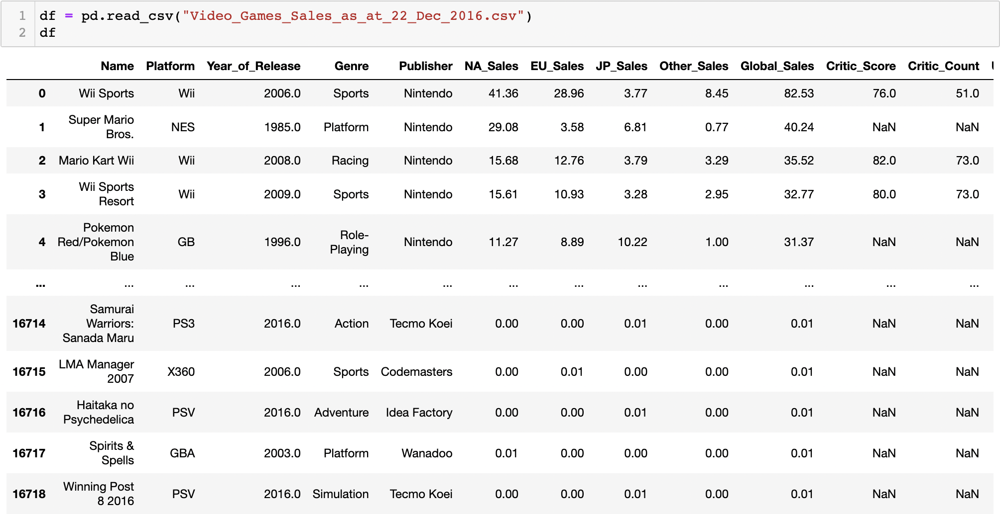 1 df = pd.read_csv("Video_Games_Sales_as_at_22_Dec_2016.csv")
2 df
Name Platform Year_of_Release Genre Publisher NA_Sales EU_Sales JP_Sales Other_Sales Global_Sales Critic_Score Critic_Count
0 Wii Sports Wii 2006.0 Sports Nintendo 41.36 28.96 3.77 8.45 82.53 76.0 51.0
Super Mario
1 Bros. NES 1985.0 Platform Nintendo 29.08 3.58 6.81 0.77 40.24 NaN NaN
2 Mario Kart Wii Wii 2008.0 Racing Nintendo 15.68 12.76 3.79 3.29 35.52 82.0 73.0
Wii Sports
3 Resort Wii 2009.0 Sports Nintendo 15.61 10.93 3.28 2.95 32.77 80.0 73.0
Pokemon
4 Red/Pokemon GB 1996.0 Role-Playing Nintendo 11.27 8.89 10.22 1.00 31.37 NaN NaN
Blue
... ... ... ... ... ... ... ... ... ... ... ... ...
Samurai
16714 Warriors: PS3 2016.0 Action Tecmo Koei 0.00 0.00 0.01 0.00 0.01 NaN NaN
Sanada Maru
LMA Manager
16715 2007 X360 2006.0 Sports Codemasters 0.00 0.01 0.00 0.00 0.01 NaN NaN
Haitaka no
16716 Psychedelica PSV 2016.0 Adventure Idea Factory 0.00 0.00 0.01 0.00 0.01 NaN NaN
Spirits &
16717 Spells GBA 2003.0 Platform Wanadoo 0.01 0.00 0.00 0.00 0.01 NaN NaN
Winning Post
16718 8 2016 PSV 2016.0 Simulation Tecmo Koei 0.00 0.00 0.01 0.00 0.01 NaN NaN